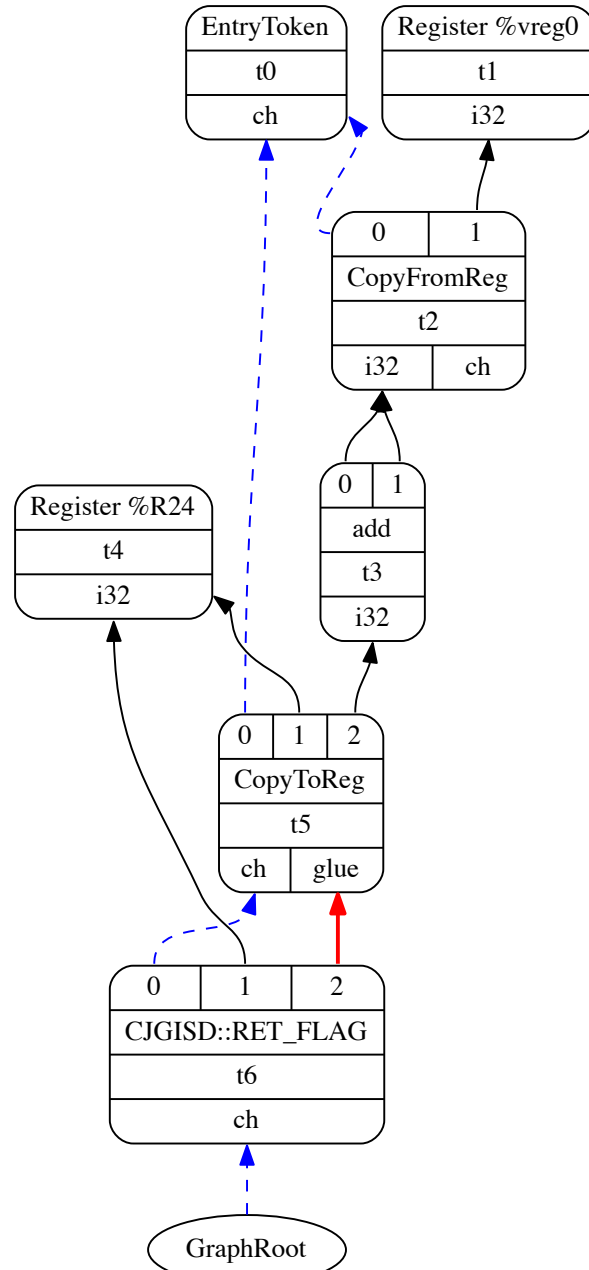 EntryToken
t0
ch
Register %vreg0
t1
i32
0 1
CopyFromReg
t2
i32 ch
0 1
add
t3
i32
Register %R24
t4
i32
0 1 2
CopyToReg
t5
ch glue
0 1 2
CJGISD::RET_FLAG
t6
ch
GraphRoot